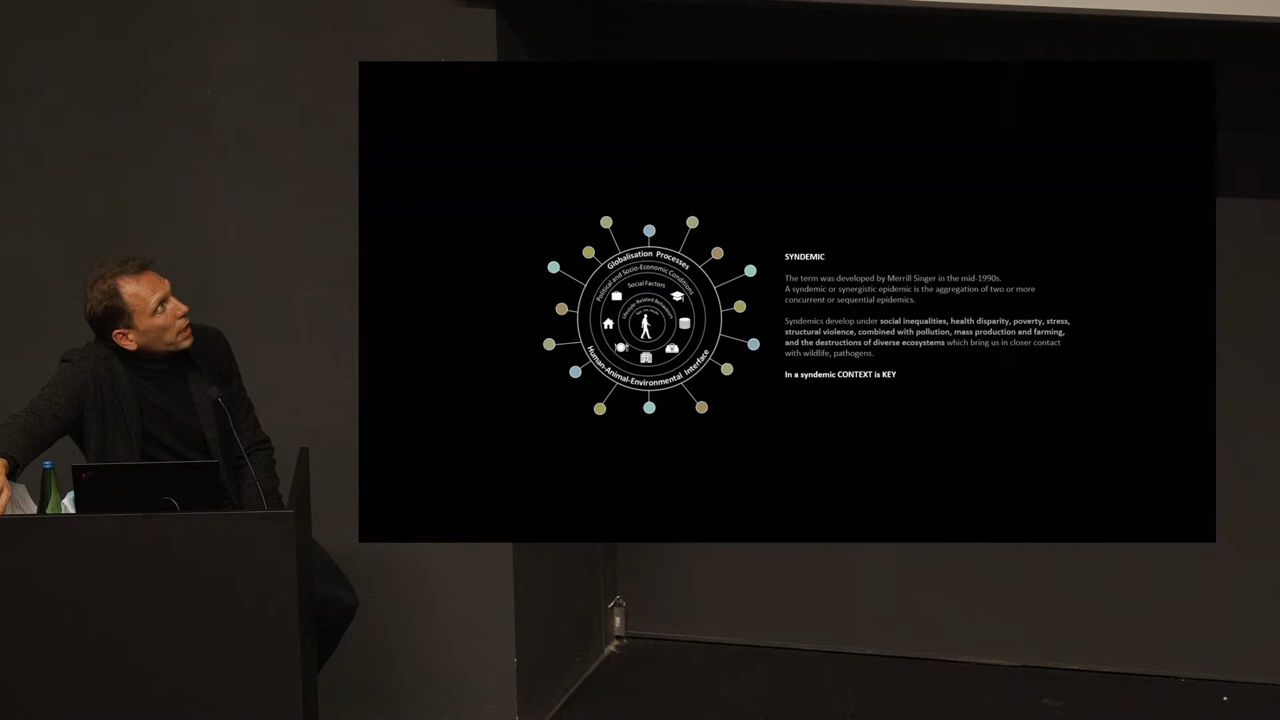 Globalisation Processes
Political and Socio-Economic Conditions
Social Factors
Lifestyle-Related Behaviours
Human-Animal-Environmental Interface
SYNDEMIC
The term was developed by Merrill Singer in the mid-1990s.
A syndemic or synergistic epidemic is the aggregation of two or more
concurrent or sequential epidemics.
Syndemics develop under social inequalities, health disparity, poverty, stress,
structural violence, combined with pollution, mass production and farming,
and the destructions of diverse ecosystems which bring us in closer contact
with wildlife, pathogens.
In a syndemic CONTEXT is KEY